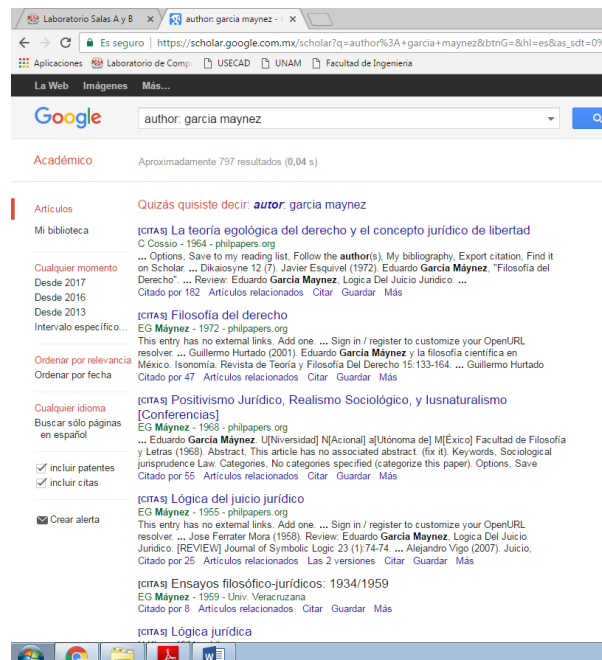 Laboratorio Salas A y B
author: garcia maynez -
Es seguro | https://scholar.google.com.mx/scholar?q=author%3A+garcia+maynez&btnG=&hl=es&as_sdt=0%
Aplicaciones Laboratorio de Comp USECAD UNAM Facultad de Ingenieria
La Web Imágenes Más...
Google author: garcia maynez
Académico Aproximadamente 797 resultados (0,04 s)
Artículos
Mi biblioteca
Cualquier momento
Desde 2017
Desde 2016
Desde 2013
Intervalo específico...
Ordenar por relevancia
Ordenar por fecha
Cualquier idioma
Buscar sólo páginas
en español
incluir patentes
incluir citas
Crear alerta
Quizás quisiste decir: autor: garcia maynez
[CITAS] La teoría egológica del derecho y el concepto jurídico de libertad
C Cossio - 1964 - philpapers.org
... Options, Save to my reading list, Follow the author(s), My bibliography, Export citation, Find it
on Scholar. ... Dikaiosyne 12 (7). Javier Esquivel (1972). Eduardo García Máynez, "Filosofía del
Derecho". ... Review: Eduardo Garcia Maynez, Logica Del Juicio Juridico. ...
Citado por 182 Artículos relacionados Citar Guardar Más
[CITAS] Filosofía del derecho
EG Máynez - 1972 - philpapers.org
This entry has no external links. Add one. ... Sign in / register to customize your OpenURL
resolver. ... Guillermo Hurtado (2001). Eduardo García Máynez y la filosofía científica en
México. Isonomía. Revista de Teoría y Filosofía Del Derecho 15:133-164. ... Guillermo Hurtado
Citado por 47 Artículos relacionados Citar Guardar Más
[CITAS] Positivismo Jurídico, Realismo Sociológico, y Iusnaturalismo
[Conferencias]
EG Máynez - 1968 - philpapers.org
... Eduardo García Máynez. U[Niversidad] N[Acional] a[Utónoma de] M[Éxico] Facultad de Filosofía
y Letras (1968). Abstract, This article has no associated abstract. (fix it). Keywords, Sociological
jurisprudence Law. Categories, No categories specified (categorize this paper). Options, Save
Citado por 55 Artículos relacionados Citar Guardar Más
[CITAS] Lógica del juicio jurídico
EG Máynez - 1955 - philpapers.org
This entry has no external links. Add one. ... Sign in / register to customize your OpenURL
resolver. ... Jose Ferrater Mora (1958). Review: Eduardo Garcia Maynez, Logica Del Juicio
Juridico. [REVIEW] Journal of Symbolic Logic 23 (1):74-74. ... Alejandro Vigo (2007). Juicio,
Citado por 25 Artículos relacionados Las 2 versiones Citar Guardar Más
[CITAS] Ensayos filosófico-jurídicos: 1934/1959
EG Máynez - 1959 - Univ. Veracruzana
Citado por 8 Artículos relacionados Citar Guardar Más
[CITAS] Lógica jurídica